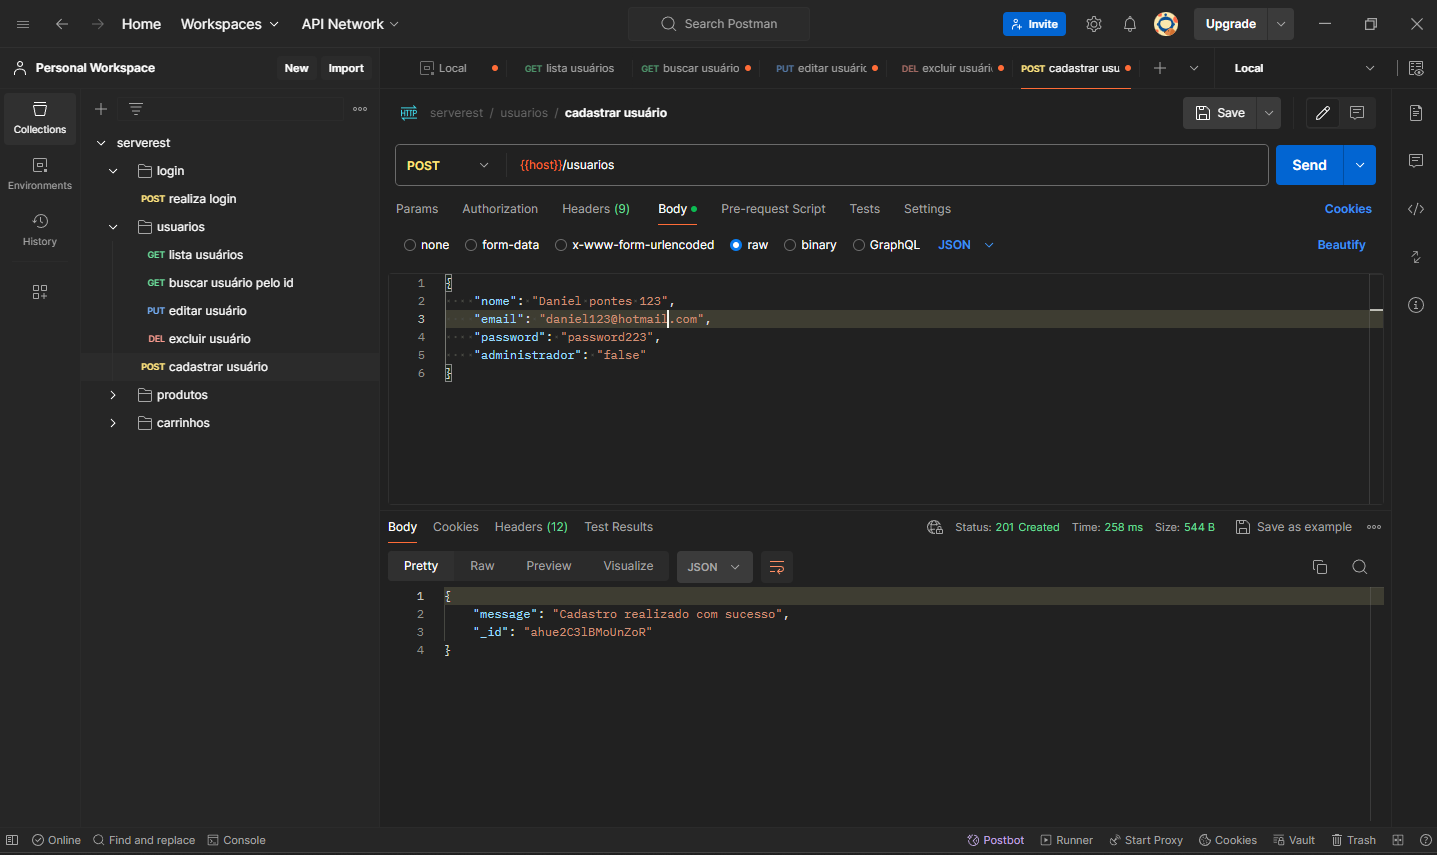 Home Workspaces API Network Search Postman Invite Upgrade
Personal Workspace New Import
Local GET lista usuários GET buscar usuário PUT editar usuáric DEL excluir usuári POST cadastrar usu Local
Collections
Environments
History
serverest
login
POST realiza login
usuarios
GET lista usuários
GET buscar usuário pelo id
PUT editar usuário
DEL excluir usuário
POST cadastrar usuário
produtos
carrinhos
HTTP serverest / usuarios / cadastrar usuário Save
POST {{host}}/usuarios Send
Params Authorization Headers (9) Body Pre-request Script Tests Settings Cookies
none form-data x-www-form-urlencoded raw binary GraphQL JSON Beautify
1 {
2 "nome": "Daniel pontes 123",
3 "email": "daniel123@hotmail.com",
4 "password": "password223",
5 "administrador": "false"
6 }
Body Cookies Headers (12) Test Results Status: 201 Created Time: 258 ms Size: 544 B Save as example
Pretty Raw Preview Visualize JSON
1 {
2 "message": "Cadastro realizado com sucesso",
3 "_id": "ahue2C3lBMoUnZoR"
4 }
Online Find and replace Console Postbot Runner Start Proxy Cookies Vault Trash